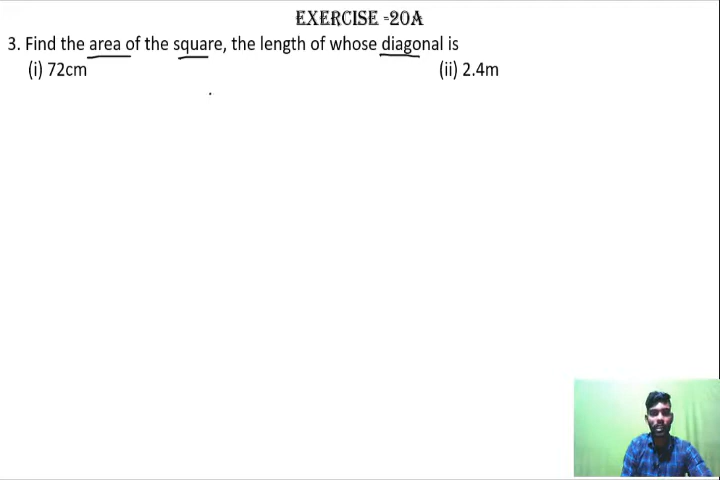 EXERCISE -20A
3. Find the area of the square, the length of whose diagonal is
(i) 72cm (ii) 2.4m